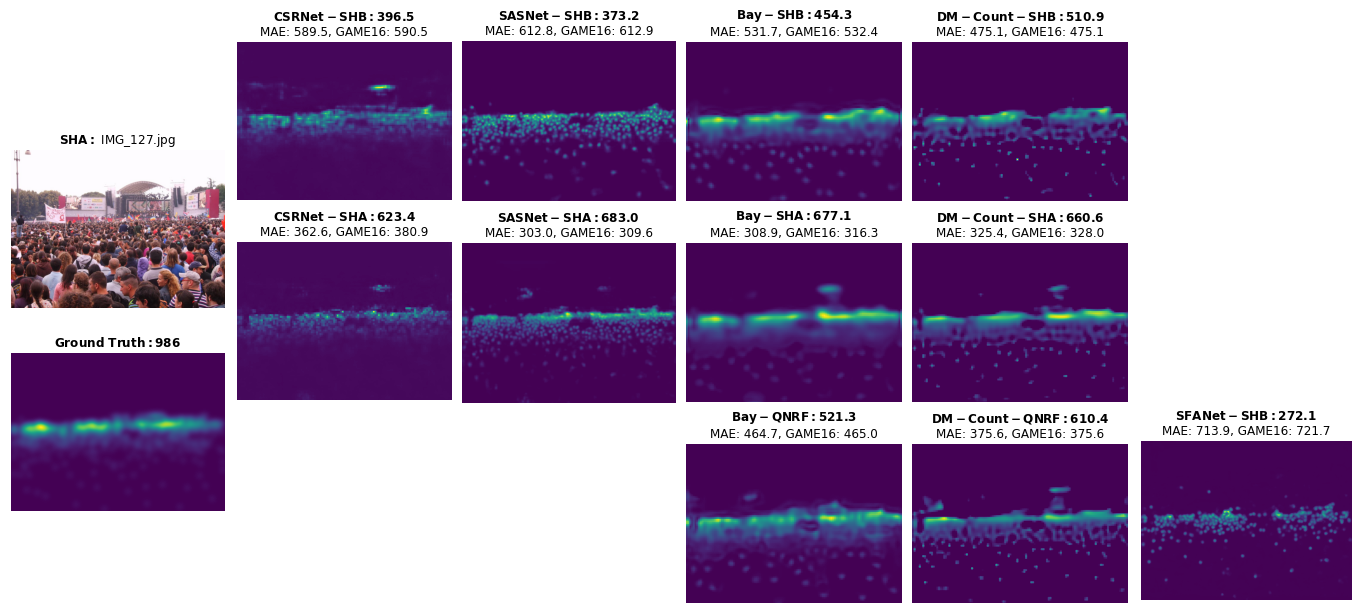 CSRNet − SHB : 396.5
MAE: 589.5, GAME16: 590.5
SASNet − SHB : 373.2
MAE: 612.8, GAME16: 612.9
Bay − SHB : 454.3
MAE: 531.7, GAME16: 532.4
DM − Count − SHB : 510.9
MAE: 475.1, GAME16: 475.1
SHA : IMG_127.jpg
CSRNet − SHA : 623.4
MAE: 362.6, GAME16: 380.9
SASNet − SHA : 683.0
MAE: 303.0, GAME16: 309.6
Bay − SHA : 677.1
MAE: 308.9, GAME16: 316.3
DM − Count − SHA : 660.6
MAE: 325.4, GAME16: 328.0
Ground Truth : 986
Bay − QNRF : 521.3
MAE: 464.7, GAME16: 465.0
DM − Count − QNRF : 610.4
MAE: 375.6, GAME16: 375.6
SFANet − SHB : 272.1
MAE: 713.9, GAME16: 721.7